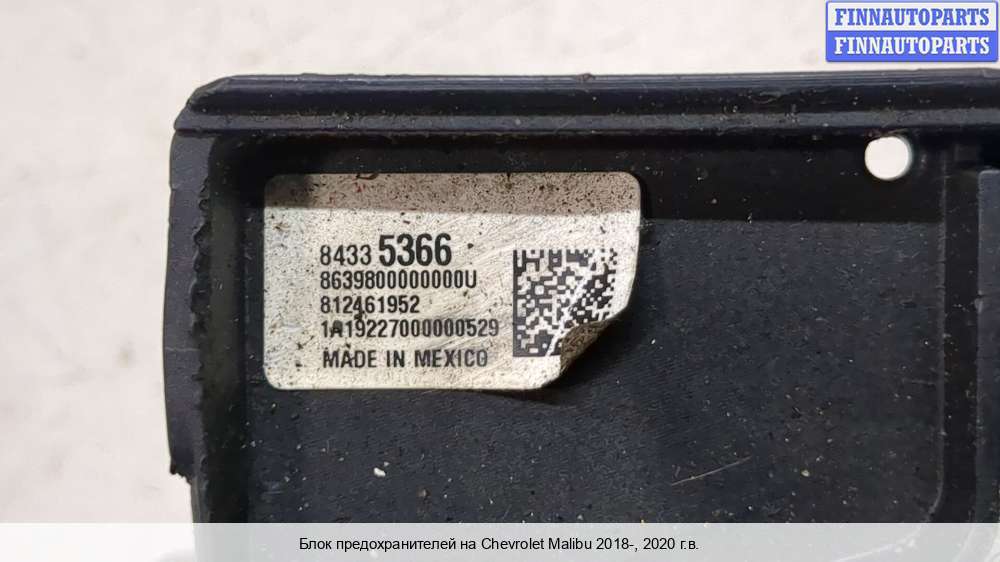 FINNAUTOPARTS
FINNAUTOPARTS
8433 5366
8639800000000U
812461952
1A19227000000529
MADE IN MEXICO
Блок предохранителей на Chevrolet Malibu 2018-, 2020 г.в.